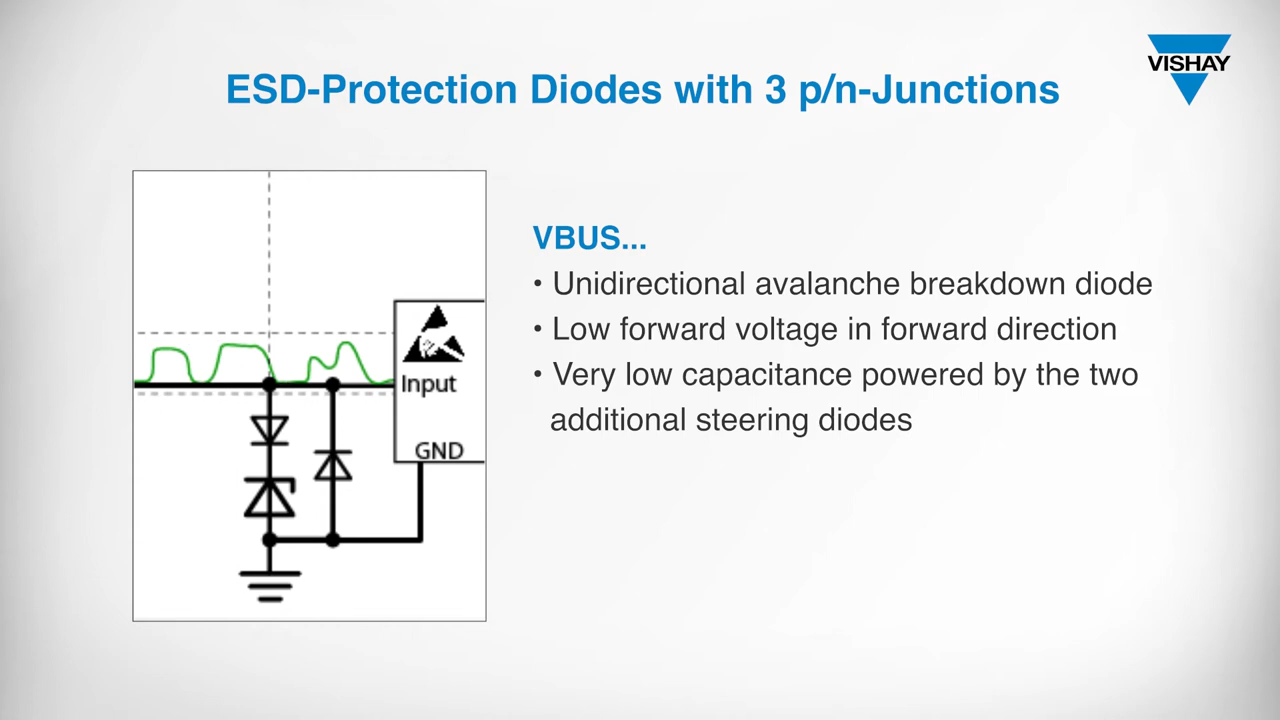 VISHAY
ESD-Protection Diodes with 3 p/n-Junctions
VBUS...
• Unidirectional avalanche breakdown diode
• Low forward voltage in forward direction
• Very low capacitance powered by the two
additional steering diodes
Input
GND